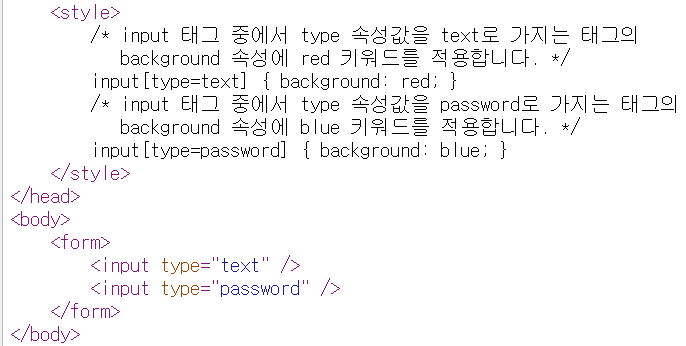 <style>
/* input 태그 중에서 type 속성값을 text로 가지는 태그의
background 속성에 red 키워드를 적용합니다. */
input[type=text] { background: red; }
/* input 태그 중에서 type 속성값을 password로 가지는 태그의
background 속성에 blue 키워드를 적용합니다. */
input[type=password] { background: blue; }
</style>
</head>
<body>
<form>
<input type="text" />
<input type="password" />
</form>
</body>